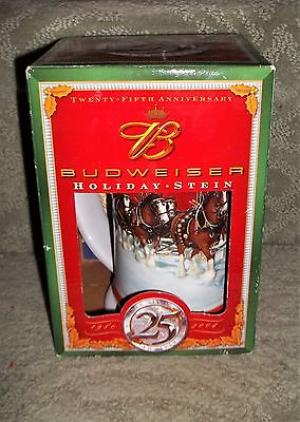 TWENTY-FIFTH ANNIVERSARY
B
BUDWEISER
HOLIDAY · STEIN
25